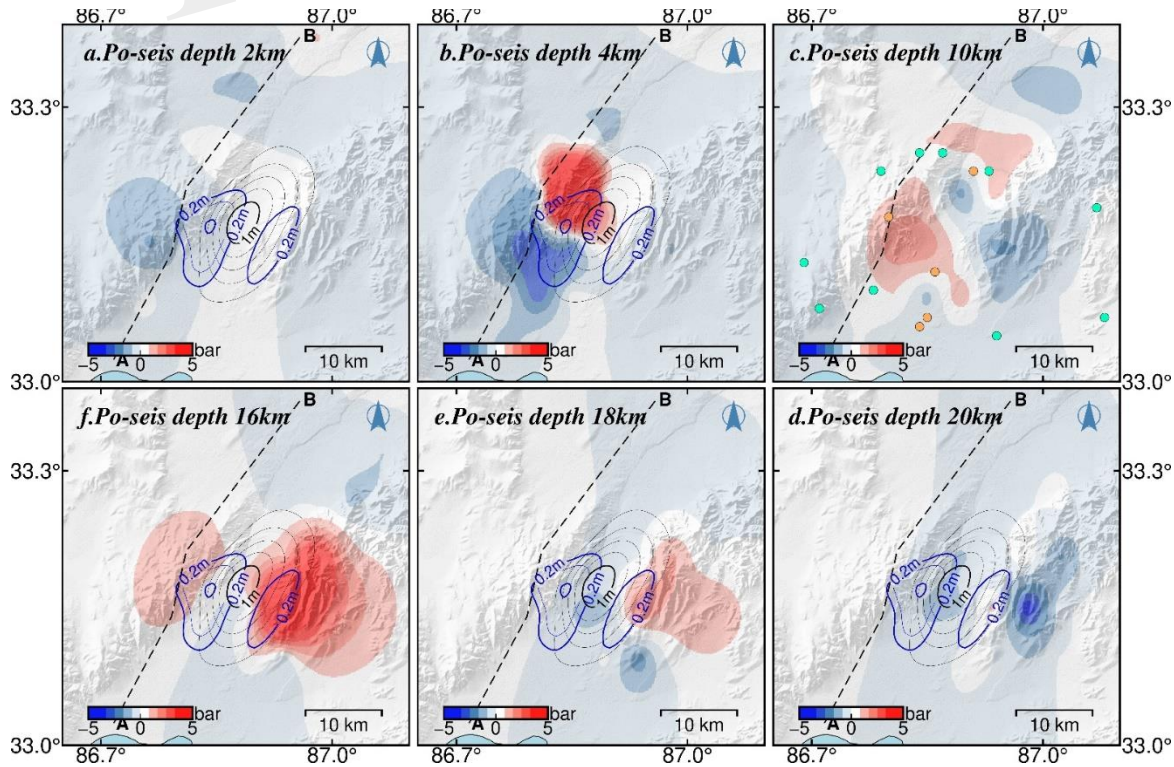 86.7°
87.0°
86.7°
87.0°
86.7°
87.0°
a.Po-seis depth 2km
B
b.Po-seis depth 4km
B
c.Po-seis depth 10km
B
33.3°
33.3°
0.2m
0.2m
1m
0.2m
0.2m
0.2m
1m
0.2m
A
-5 0 5 bar
10 km
A
-5 0 5 bar
10 km
A
-5 0 5 bar
10 km
33.0°
33.0°
f.Po-seis depth 16km
B
e.Po-seis depth 18km
B
d.Po-seis depth 20km
B
33.3°
33.3°
0.2m
0.2m
1m
0.2m
0.2m
0.2m
1m
0.2m
0.2m
0.2m
1m
0.2m
A
-5 0 5 bar
10 km
A
-5 0 5 bar
10 km
A
-5 0 5 bar
10 km
33.0°
33.0°
86.7°
87.0°
86.7°
87.0°
86.7°
87.0°